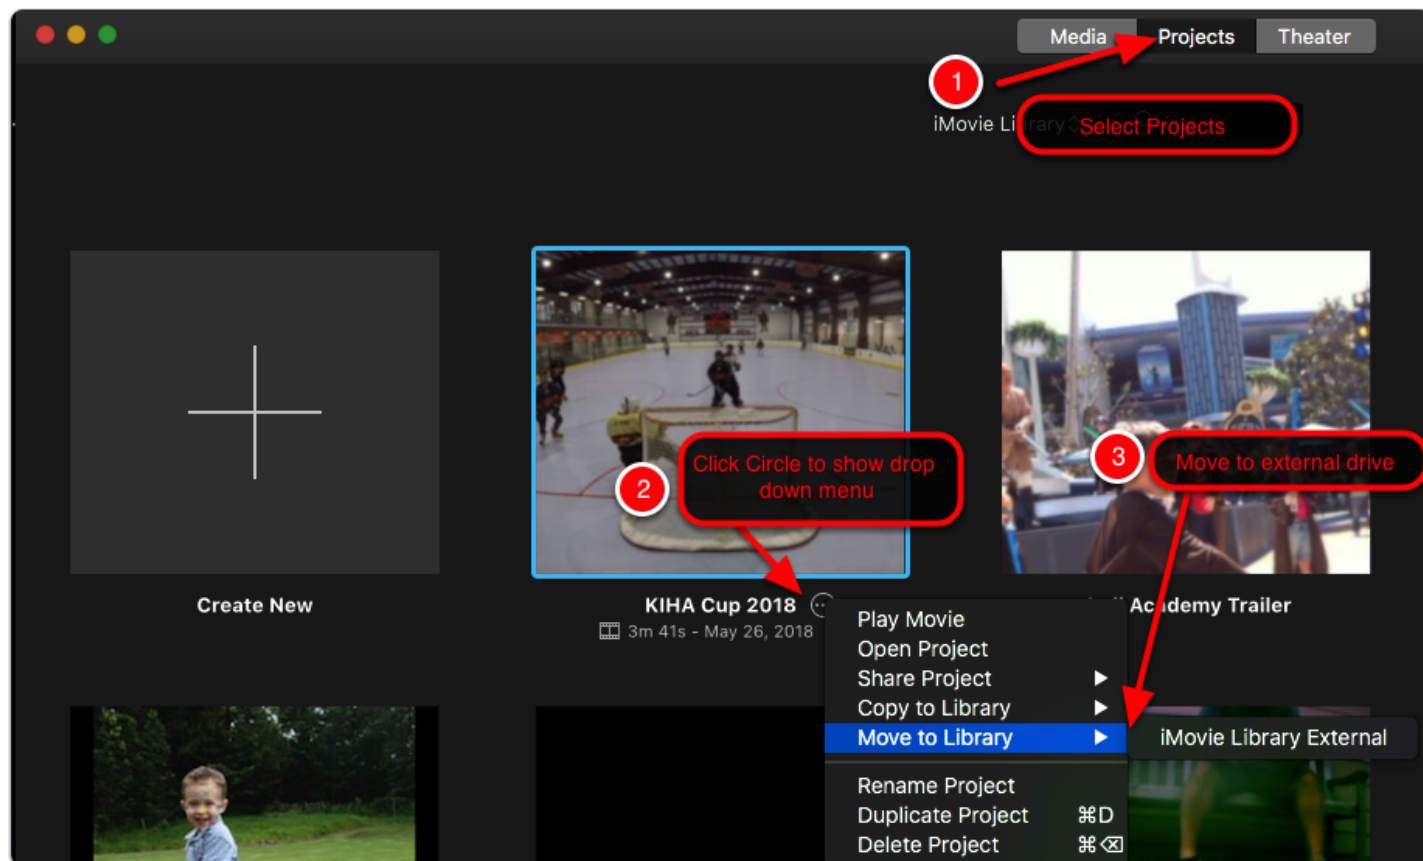 Media Projects Theater
1
iMovie Library
Select Projects
2
Click Circle to show drop
down menu
3
Move to external drive
Create New
KIHA Cup 2018
3m 41s - May 26, 2018
Academy Trailer
Play Movie
Open Project
Share Project
Copy to Library
Move to Library
iMovie Library External
Rename Project
Duplicate Project ⌘D
Delete Project ⌘⌫